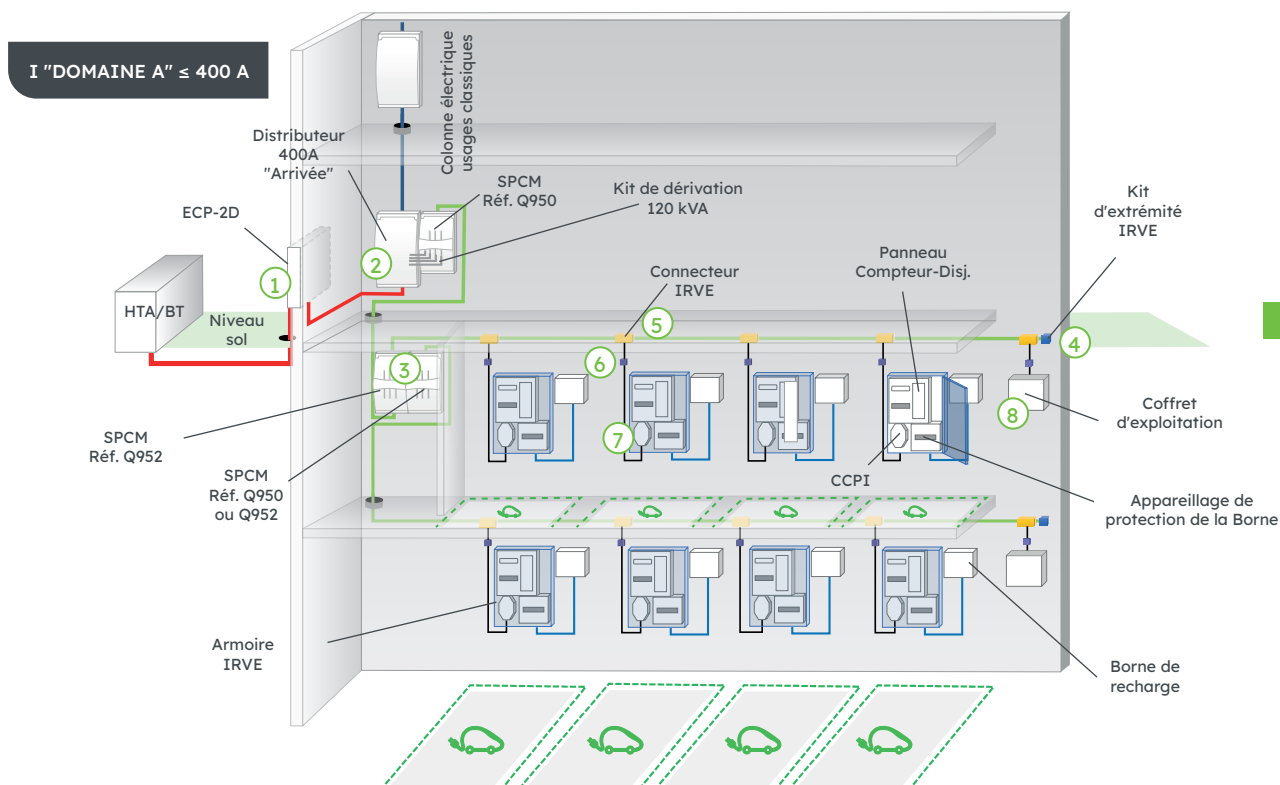 I "DOMAINE A" ≤ 400 A
Colonne électrique
usages classiques
Distributeur
400A
"Arrivée"
SPCM
Réf. Q950
Kit de dérivation
120 kVA
Kit
d'extrémité
IRVE
ECP-2D
1
2
Connecteur
IRVE
Panneau
Compteur-Disj.
HTA/BT
Niveau
sol
5
4
3
6
8
Coffret
d'exploitation
7
SPCM
Réf. Q952
SPCM
Réf. Q950
ou Q952
CCPI
Appareillage de
protection de la Borne
Armoire
IRVE
Borne de
recharge